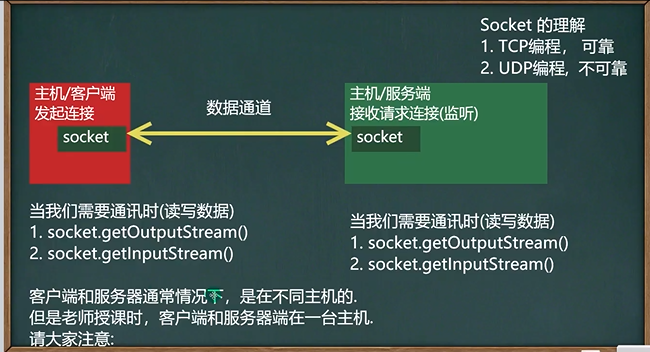 Socket 的理解
1. TCP编程, 可靠
2. UDP编程, 不可靠
主机/客户端
发起连接
socket
数据通道
主机/服务端
接收请求连接(监听)
socket
当我们需要通讯时(读写数据)
1. socket.getOutputStream()
2. socket.getInputStream()
当我们需要通讯时(读写数据)
1. socket.getOutputStream()
2. socket.getInputStream()
客户端和服务器通常情况下，是在不同主机的.
但是老师授课时，客户端和服务器端在一台主机.
请大家注意: